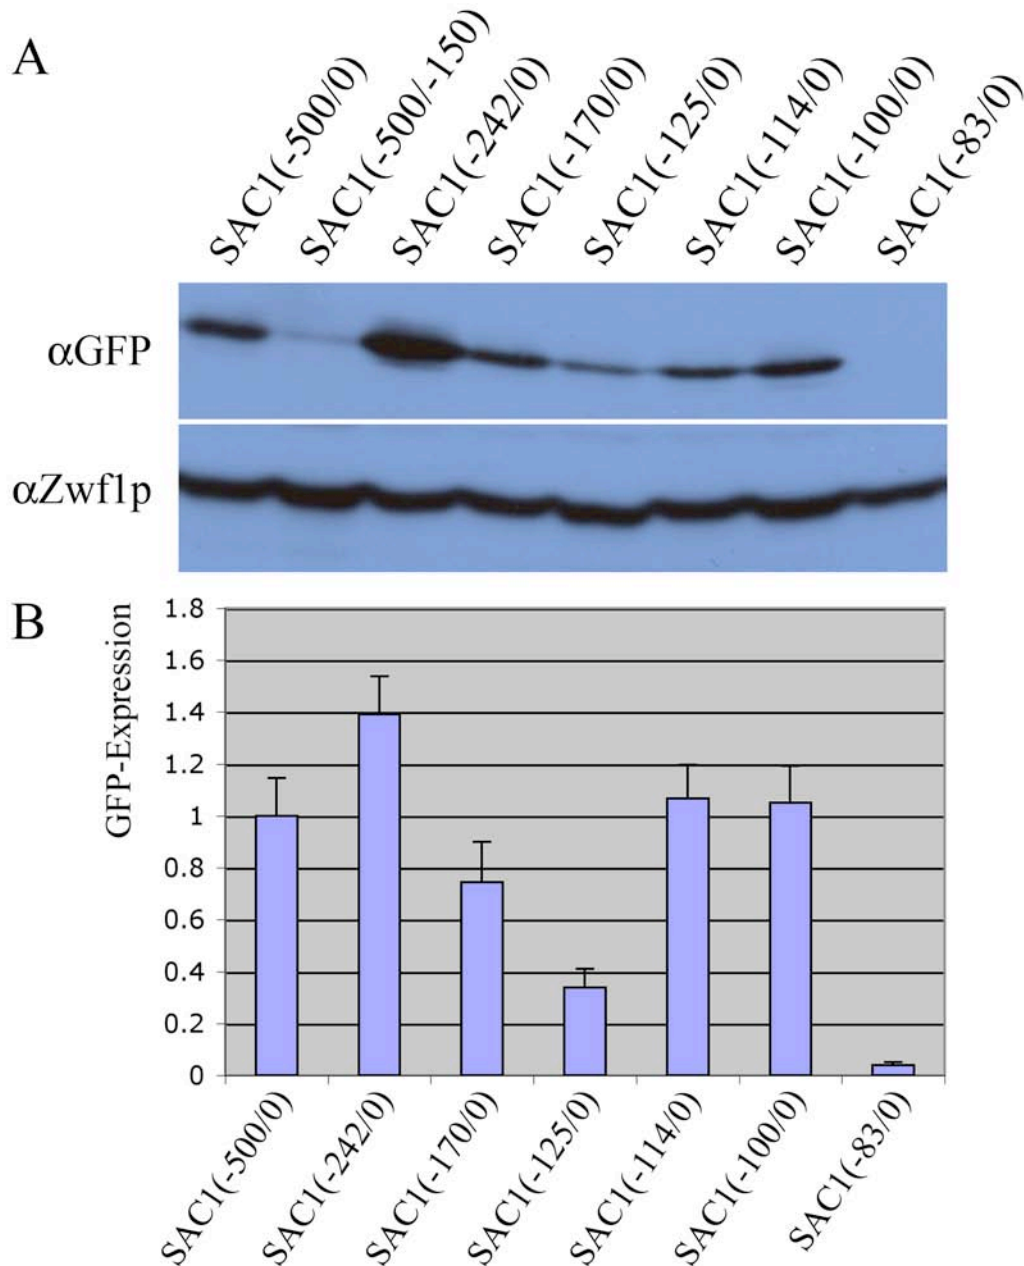 A
SAC1(-500/0)
SAC1(-500/-150)
SAC1(-242/0)
SAC1(-170/0)
SAC1(-125/0)
SAC1(-114/0)
SAC1(-100/0)
SAC1(-83/0)
αGFP
αZwf1p
B
GFP-Expression
1.8
1.6
1.4
1.2
1
0.8
0.6
0.4
0.2
0
SAC1(-500/0)
SAC1(-242/0)
SAC1(-170/0)
SAC1(-125/0)
SAC1(-114/0)
SAC1(-100/0)
SAC1(-83/0)